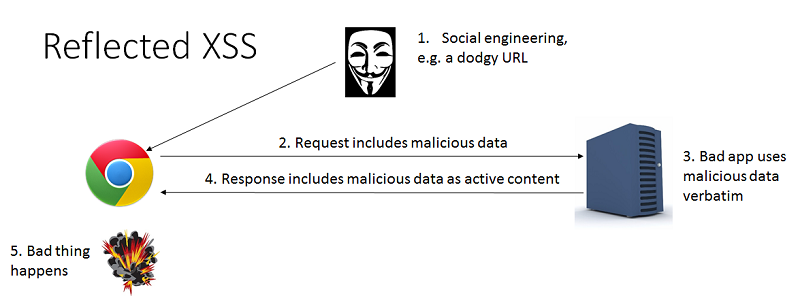 Reflected XSS
1. Social engineering,
e.g. a dodgy URL
2. Request includes malicious data
3. Bad app uses
malicious data
verbatim
4. Response includes malicious data as active content
5. Bad thing
happens